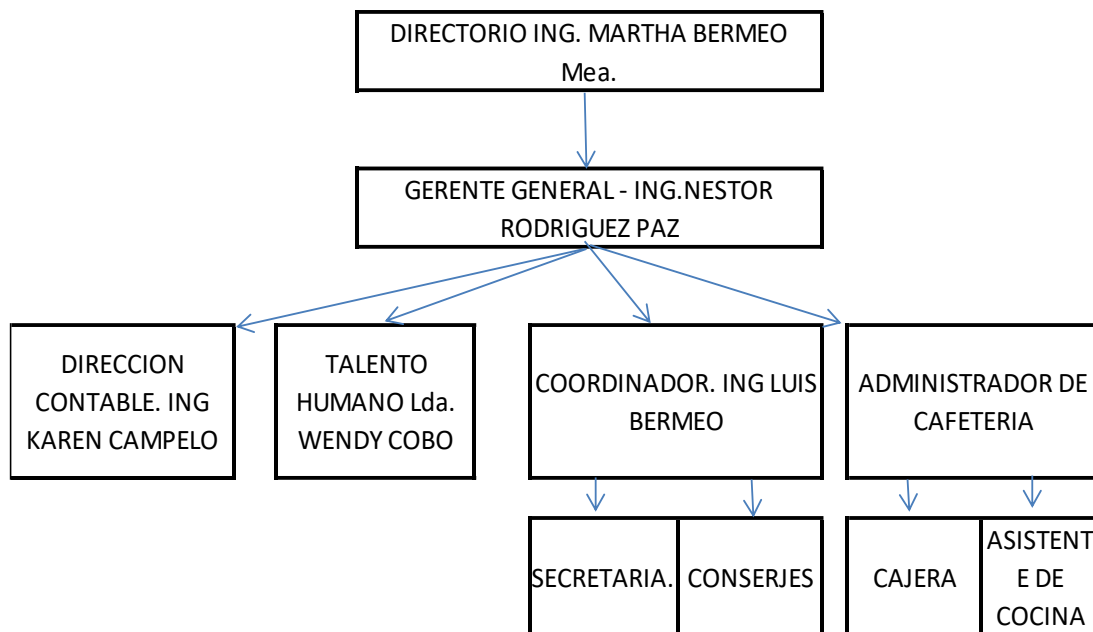 DIRECTORIO ING. MARTHA BERMEO
Mea.
GERENTE GENERAL - ING.NESTOR
RODRIGUEZ PAZ
DIRECCION
CONTABLE. ING
KAREN CAMPELO
TALENTO
HUMANO Lda.
WENDY COBO
COORDINADOR. ING LUIS
BERMEO
ADMINISTRADOR DE
CAFETERIA
SECRETARIA.
CONSERJES
CAJERA
ASISTENT
E DE
COCINA